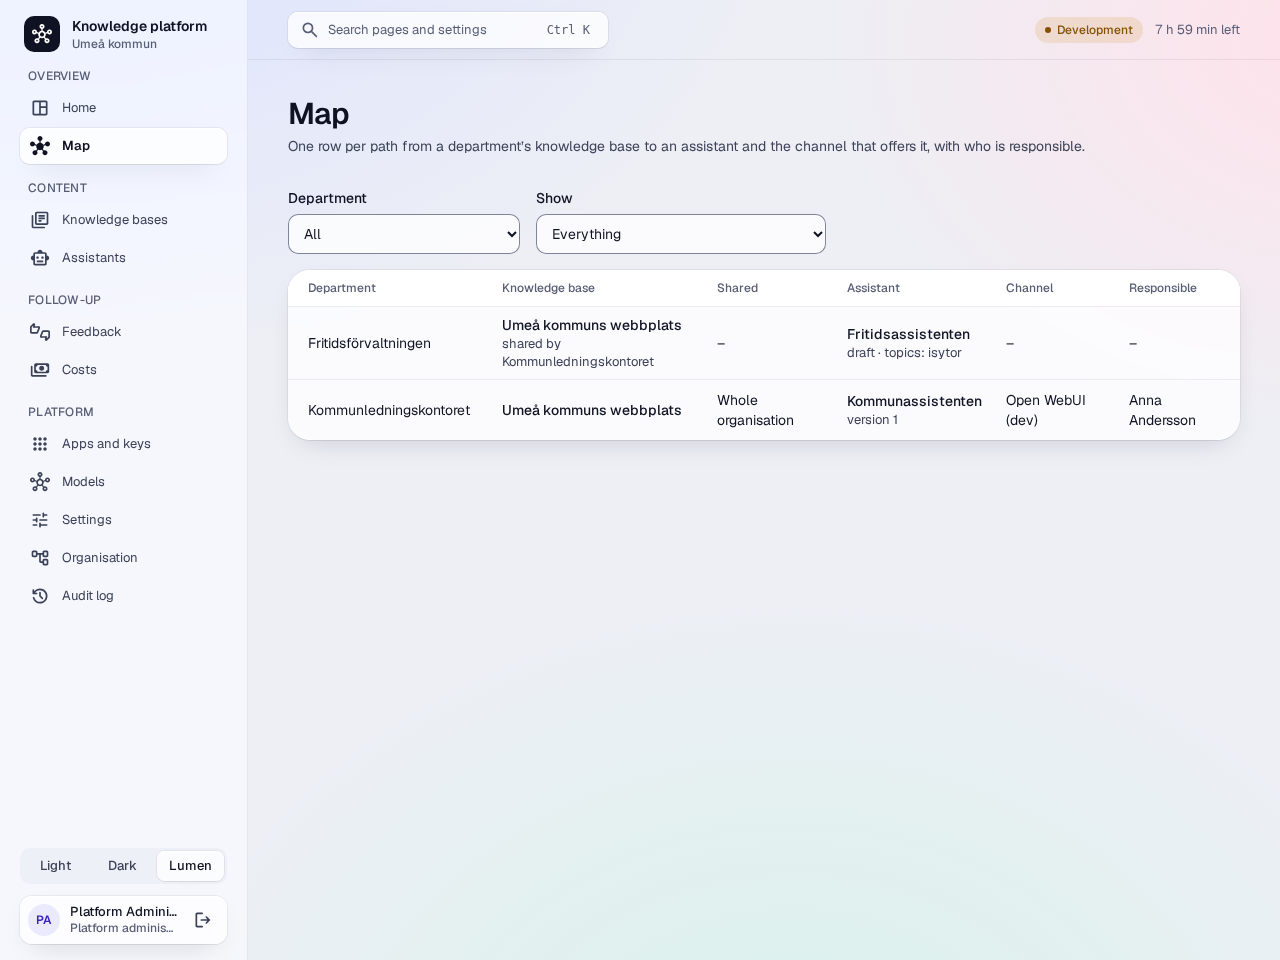 Knowledge platform
Umeå kommun
OVERVIEW
Home
Map
CONTENT
Knowledge bases
Assistants
FOLLOW-UP
Feedback
Costs
PLATFORM
Apps and keys
Models
Settings
Organisation
Audit log
Light Dark Lumen
PA
Platform Admini…
Platform adminis…
Search pages and settings Ctrl K
Development 7 h 59 min left
Map
One row per path from a department's knowledge base to an assistant and the channel that offers it, with who is responsible.
Department Show
All Everything
Department Knowledge base Shared Assistant Channel Responsible
Fritidsförvaltningen
Umeå kommuns webbplats
shared by
Kommunledningskontoret
–
Fritidsassistenten
draft · topics: isytor
–
–
Kommunledningskontoret
Umeå kommuns webbplats
Whole
organisation
Kommunassistenten
version 1
Open WebUI
(dev)
Anna
Andersson